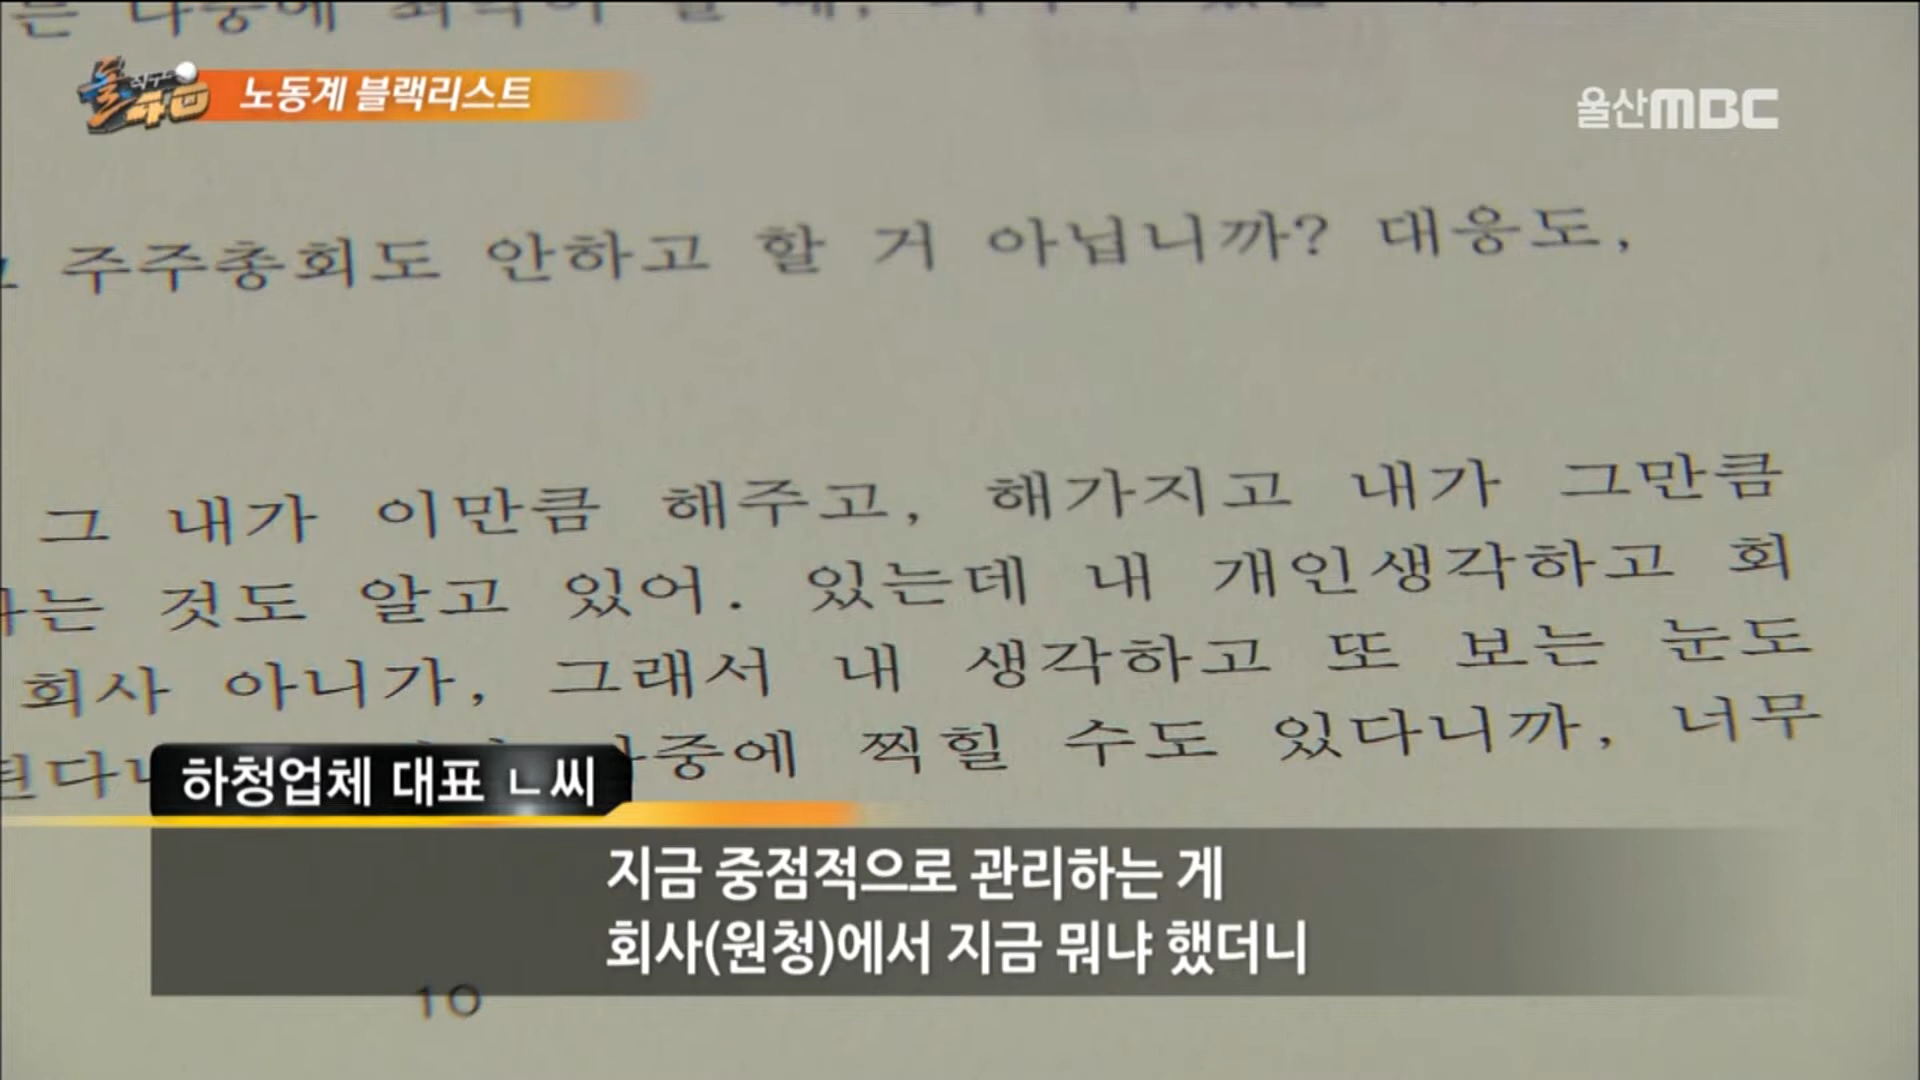 노동계 블랙리스트
울산MBC
주주총회도 안하고 할 거 아닙니까? 대응도,
그 내가 이만큼 해주고, 해가지고 내가 그만큼
는 것도 알고 있어. 있는데 내 개인생각하고 회
회사 아니가, 그래서 내 생각하고 또 보는 눈도
중에 찍힐 수도 있다니까, 너무
하청업체 대표 ㄴ씨
지금 중점적으로 관리하는 게
회사(원청)에서 지금 뭐냐 했더니
10